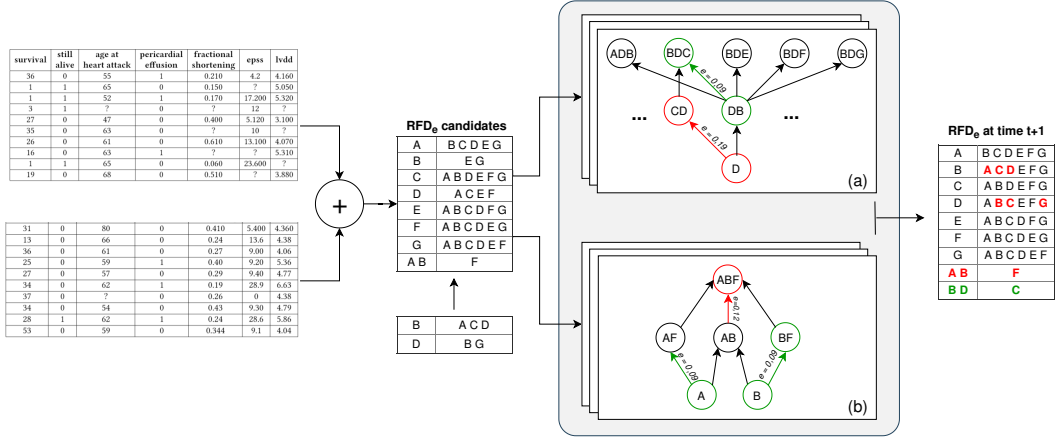 survival still alive age at heart attack pericardial effusion fractional shortening epss lvdd
36 0 55 1 0.210 4.2 4.160
1 1 65 0 0.150 ? 5.050
1 1 52 1 0.170 17.200 5.320
3 1 ? 0 ? 12 ?
27 0 47 0 0.400 5.120 3.100
35 0 63 0 ? 10 ?
26 0 61 0 0.610 13.100 4.070
16 0 63 1 ? ? 5.310
1 1 65 0 0.060 23.600 ?
19 0 68 0 0.510 ? 3.880
31 0 80 0 0.410 5.400 4.360
13 0 66 0 0.24 13.6 4.38
36 0 61 0 0.27 9.00 4.06
25 0 59 1 0.40 9.20 5.36
27 0 57 0 0.29 9.40 4.77
34 0 62 1 0.19 28.9 6.63
37 0 ? 0 0.26 0 4.38
34 0 54 0 0.43 9.30 4.79
28 1 62 1 0.24 28.6 5.86
53 0 59 0 0.344 9.1 4.04
+
RFDe candidates
A B C D E G
B E G
C A B D E F G
D A C E F
E A B C D F G
F A B C D E G
G A B C D E F
A B F
B A C D
D B G
ADB BDC BDE BDF BDG
e = 0.09
... CD DB ...
e = 0.19
D
(a)
ABF
e=0.12
AF AB BF
e = 0.09 e = 0.09
A B
(b)
RFDe at time t+1
A B C D E F G
B A C D E F G
C A B D E F G
D A B C E F G
E A B C D F G
F A B C D E G
G A B C D E F
A B F
B D C